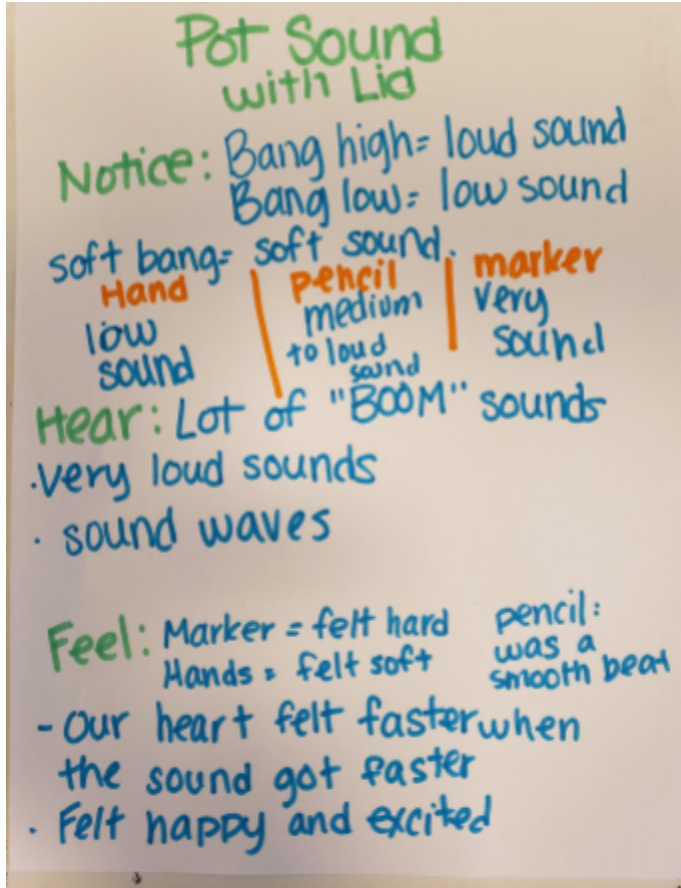 Pot Sound
with Lid
Notice: Bang high= loud sound
Bang low= low sound
soft bang= soft sound.
Hand
low
sound
pencil
medium
to loud
sound
marker
very
sound
Hear: Lot of "BOOM" sounds
·very loud sounds
· sound waves
Feel: Marker = felt hard
Hands = felt soft
pencil:
was a
smooth beat
- Our heart felt faster when
the sound got faster
· Felt happy and excited